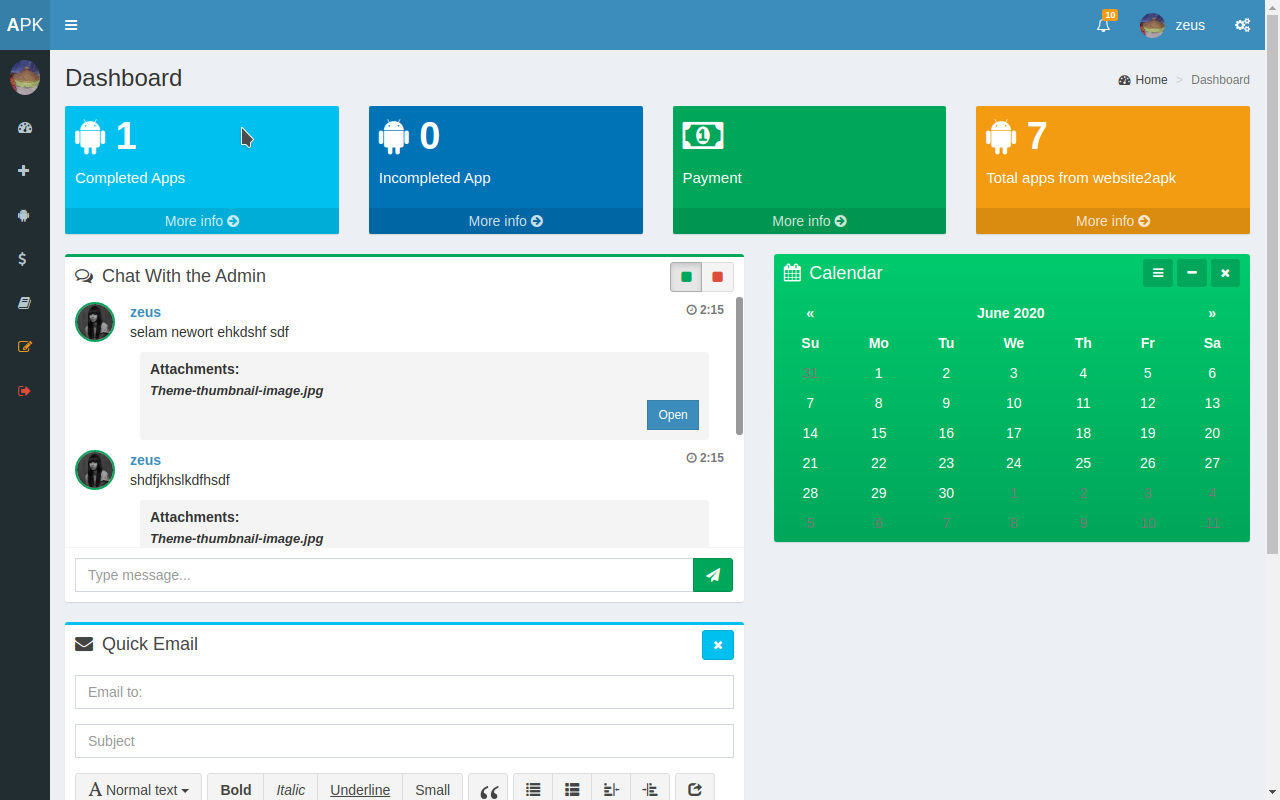 APK
10
zeus
Dashboard
Home > Dashboard
1
Completed Apps
More info
0
Incompleted App
More info
1
Payment
More info
7
Total apps from website2apk
More info
Chat With the Admin
zeus
2:15
selam newort ehkdshf sdf
Attachments:
Theme-thumbnail-image.jpg
Open
zeus
2:15
shdfjkhslkdfhsdf
Attachments:
Theme-thumbnail-image.jpg
Type message...
Calendar
« June 2020 »
Su Mo Tu We Th Fr Sa
31 1 2 3 4 5 6
7 8 9 10 11 12 13
14 15 16 17 18 19 20
21 22 23 24 25 26 27
28 29 30 1 2 3 4
5 6 7 8 9 10 11
Quick Email
Email to:
Subject
A Normal text Bold Italic Underline Small “